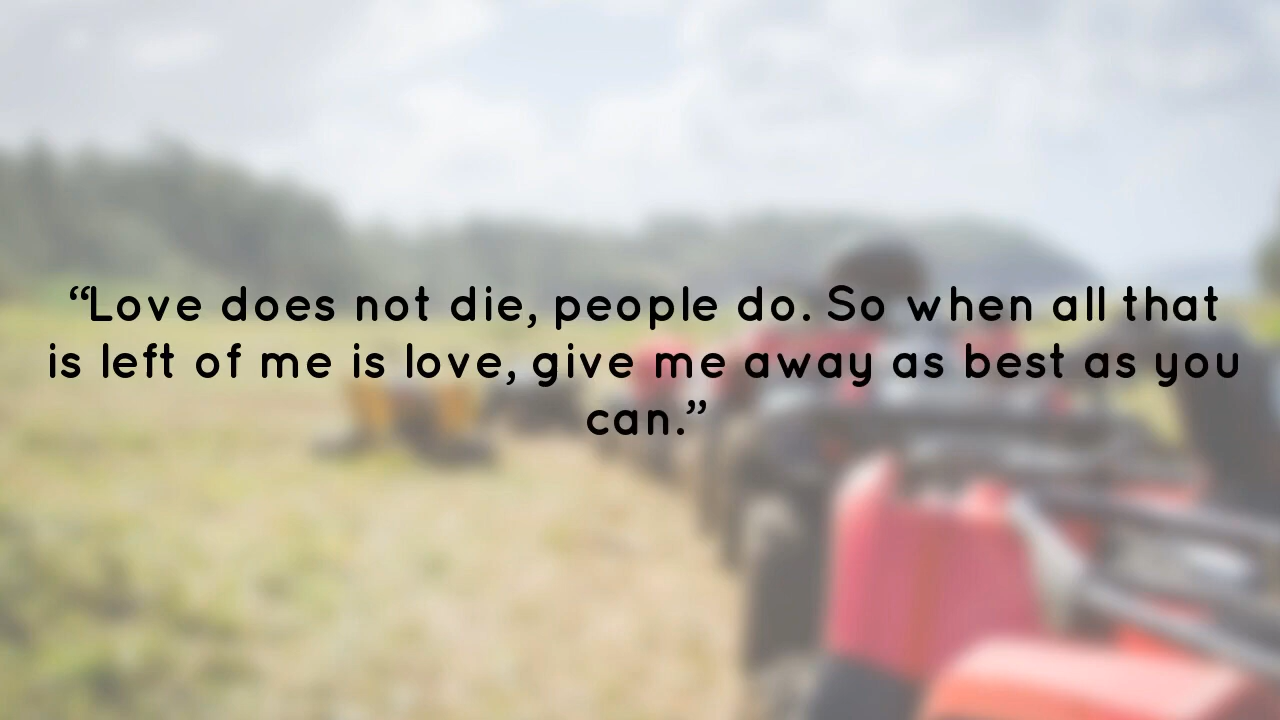 “Love does not die, people do. So when all that
is left of me is love, give me away as best as you
can.”